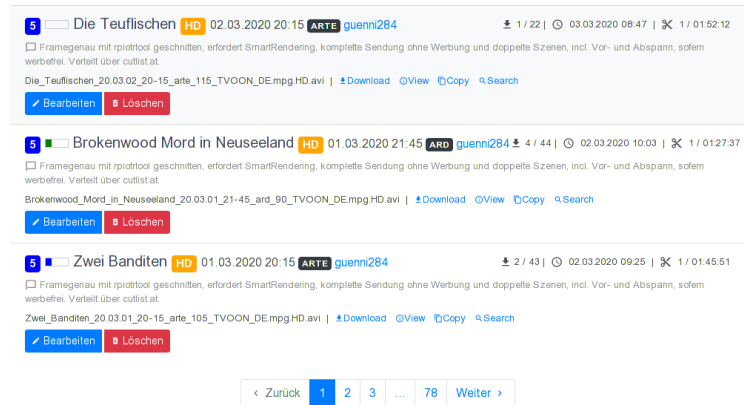 5 Die Teuflischen HD 02.03.2020 20:15 ARTE guenni284 1 / 22 | 03.03.2020 08:47 | 1 / 01:52:12
Framegenau mit rpiotrtool geschnitten, erfordert SmartRendering, komplette Sendung ohne Werbung und doppelte Szenen, incl. Vor- und Abspann, sofern
werbefrei. Verteilt über cutlist.at.
Die_Teuflischen_20.03.02_20-15_arte_115_TVOON_DE.mpg.HD.avi | Download View Copy Search
Bearbeiten Löschen
5 Brokenwood Mord in Neuseeland HD 01.03.2020 21:45 ARD guenni284 4 / 44 | 02.03.2020 10:03 | 1 / 01:27:37
Framegenau mit rpiotrtool geschnitten, erfordert SmartRendering, komplette Sendung ohne Werbung und doppelte Szenen, incl. Vor- und Abspann, sofern
werbefrei. Verteilt über cutlist.at.
Brokenwood_Mord_in_Neuseeland_20.03.01_21-45_ard_90_TVOON_DE.mpg.HD.avi | Download View Copy Search
Bearbeiten Löschen
5 Zwei Banditen HD 01.03.2020 20:15 ARTE guenni284 2 / 43 | 02.03.2020 09:25 | 1 / 01:45:51
Framegenau mit rpiotrtool geschnitten, erfordert SmartRendering, komplette Sendung ohne Werbung und doppelte Szenen, incl. Vor- und Abspann, sofern
werbefrei. Verteilt über cutlist.at.
Zwei_Banditen_20.03.01_20-15_arte_105_TVOON_DE.mpg.HD.avi | Download View Copy Search
Bearbeiten Löschen
‹ Zurück 1 2 3 ... 78 Weiter ›